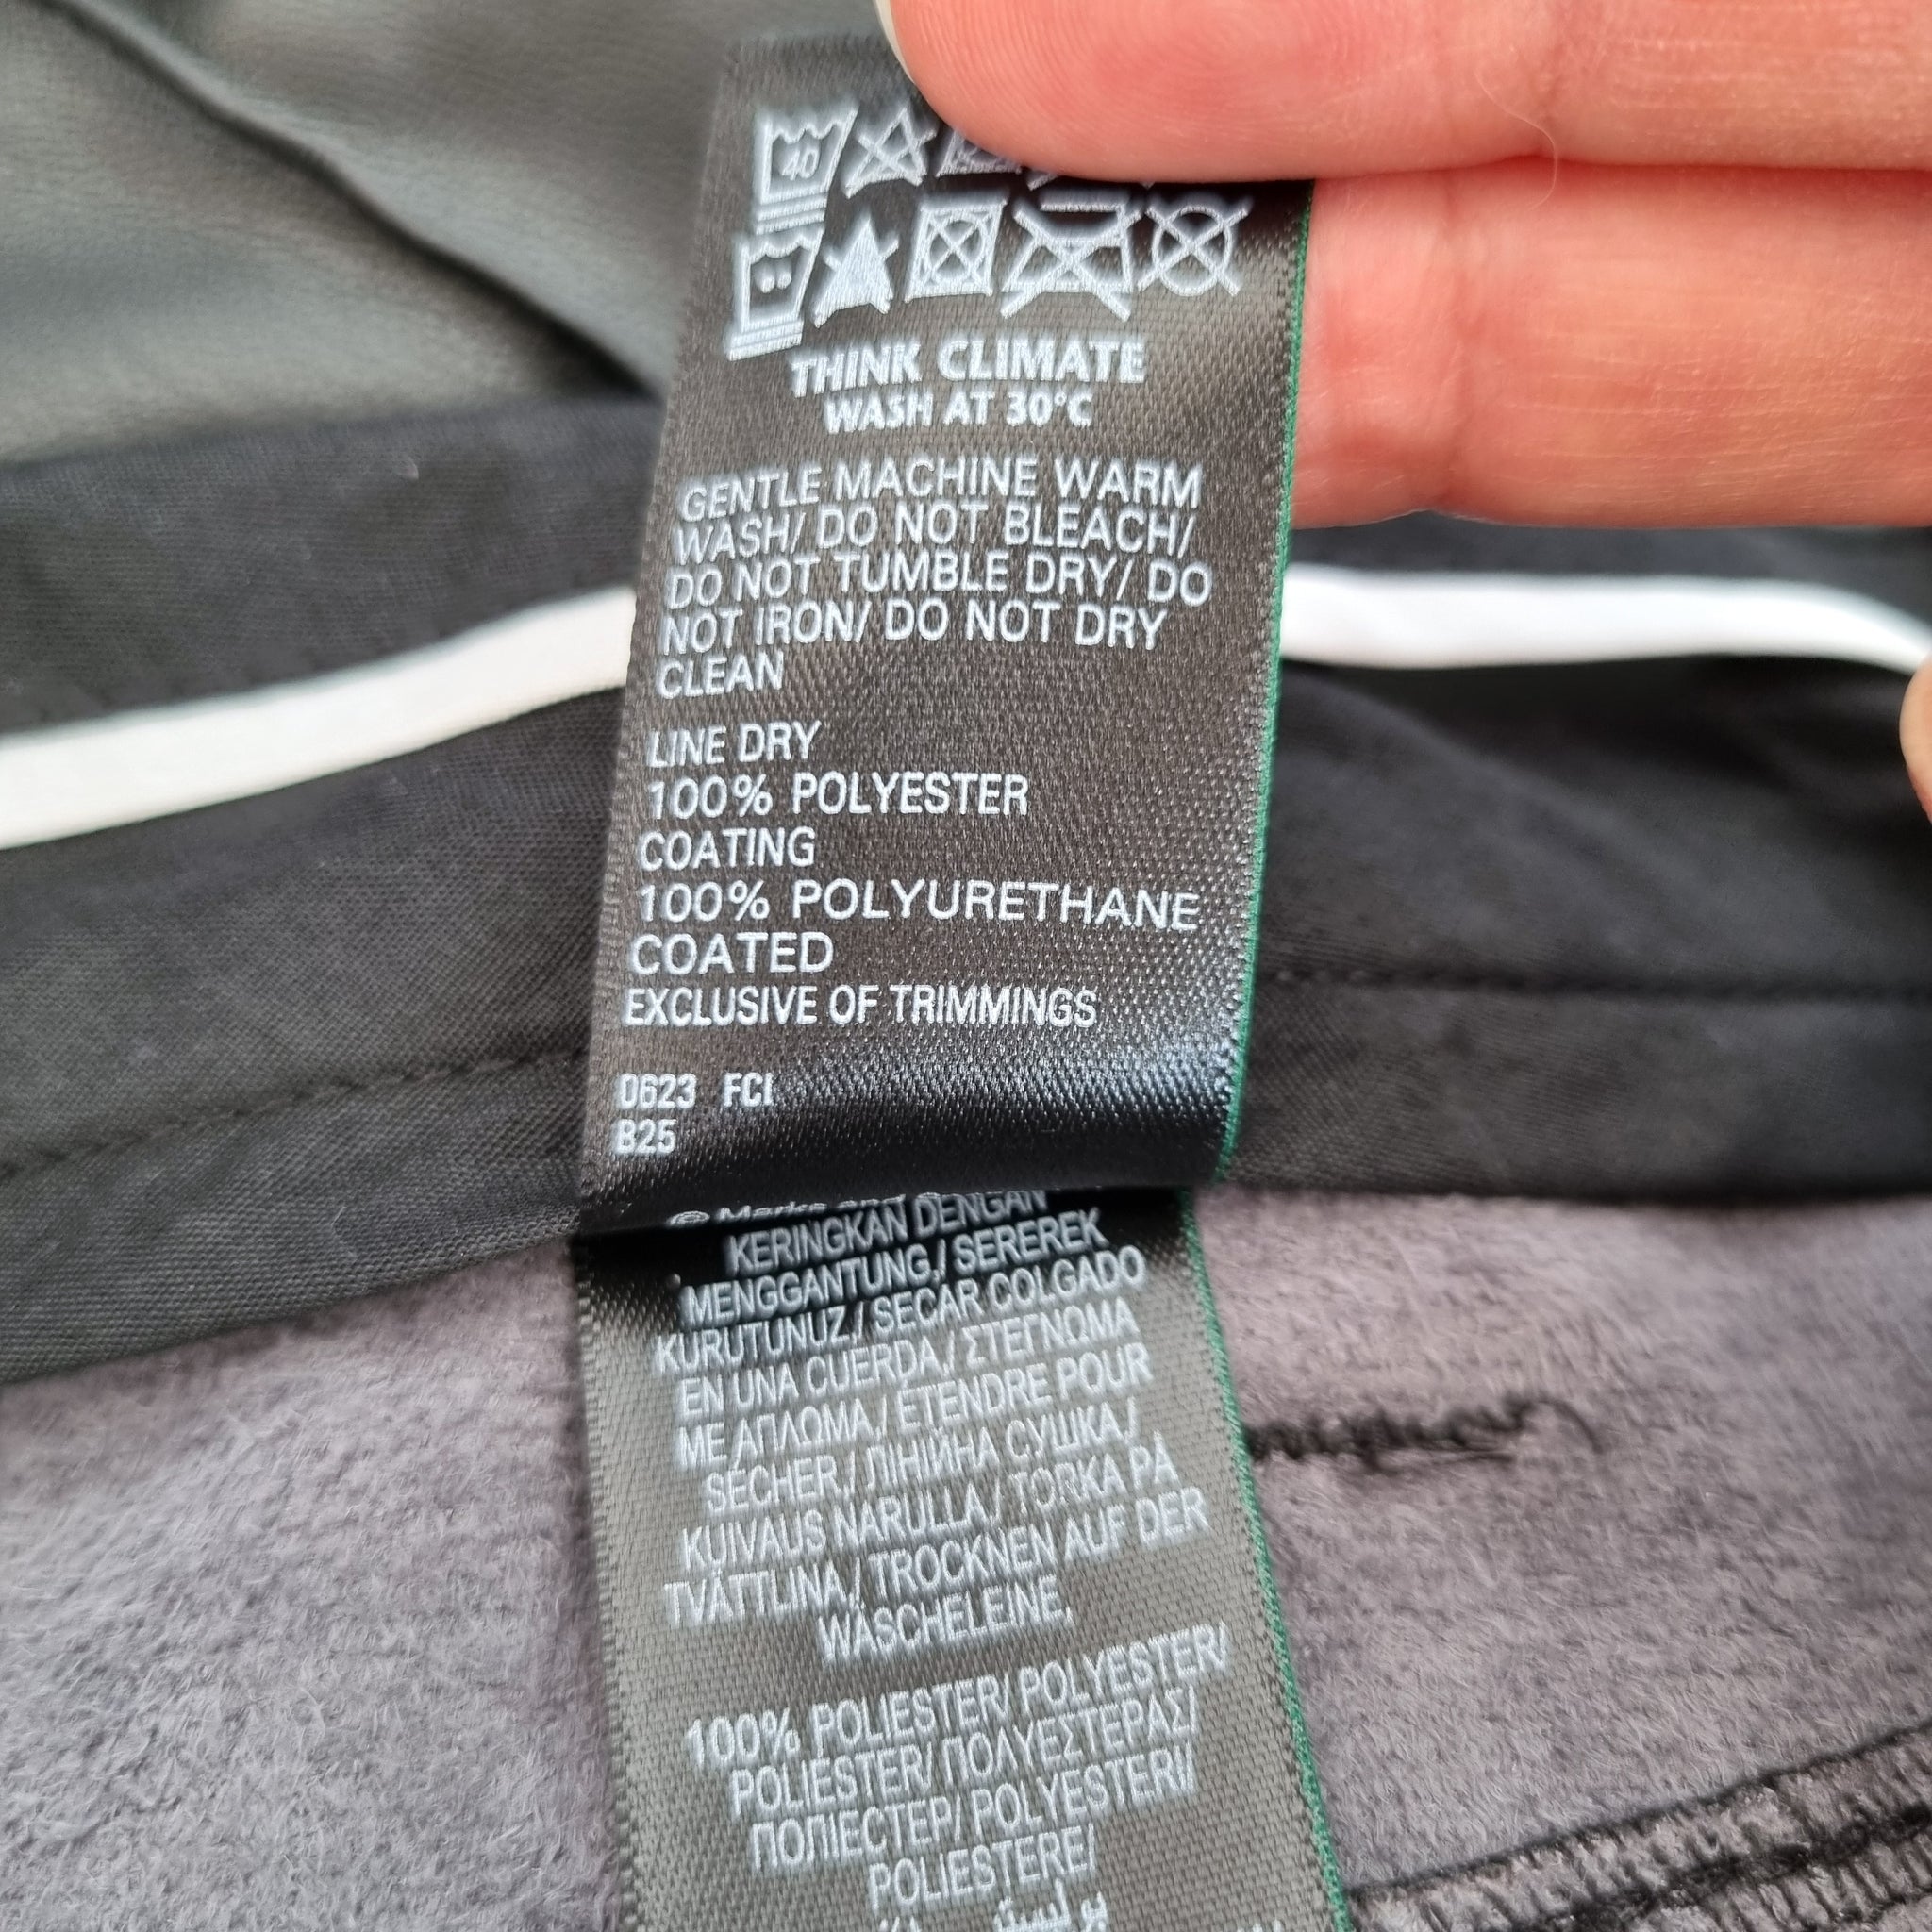 40
THINK CLIMATE
WASH AT 30°C
GENTLE MACHINE WARM
WASH/ DO NOT BLEACH/
DO NOT TUMBLE DRY/ DO
NOT IRON/ DO NOT DRY
CLEAN
LINE DRY
100% POLYESTER
COATING
100% POLYURETHANE
COATED
EXCLUSIVE OF TRIMMINGS
0623 FCI
B25
KERINGKAN DENGAN
MENGGANTUNG./ SEREREK
KURUTUNUZ/ SECAR COLGADO
EN UNA CUERDA/ ΣΤΕΓΝΩΜΑ
ΜΕ ΑΠΛΩΜΑ/ ÉTENDRE POUR
SÉCHER/ ЛІНІЙНА СУШКА/
KUIVAUS NARULLA/ TORKA PÅ
TVÄTTLINA/ TROCKNEN AUF DER
WÄSCHELEINE.
100% POLIESTER/ POLYESTER/
POLIESTER/ ΠΟΛΥΕΣΤΕΡΑΣ/
ПОЛІЕСТЕР/ POLYESTERI/
POLIESTERE/